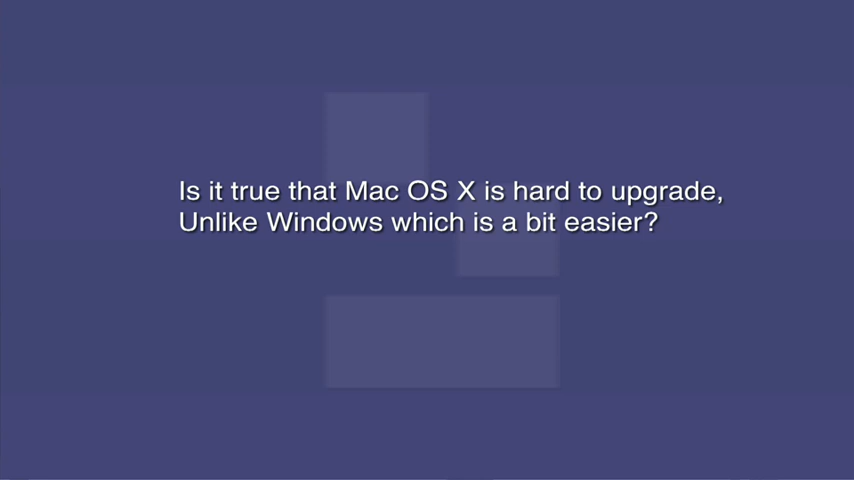 Is it true that Mac OS X is hard to upgrade,
Unlike Windows which is a bit easier?